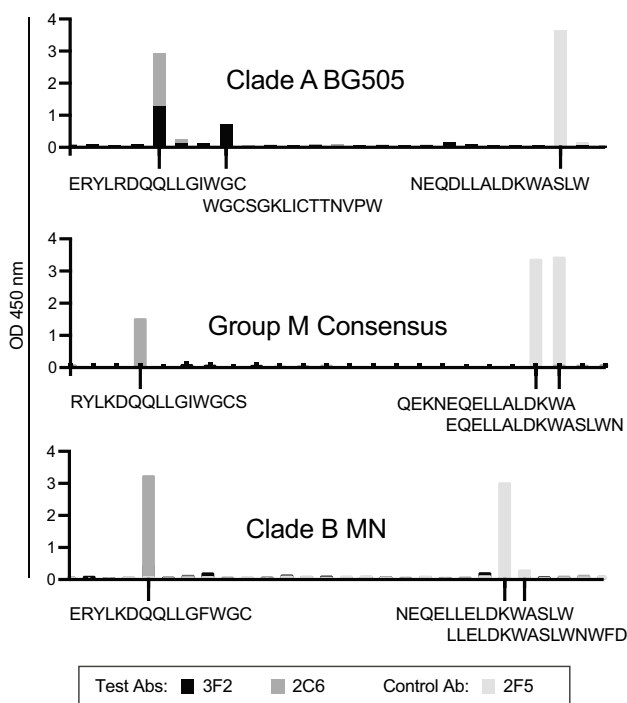 4
3
2
1
0
Clade A BG505
ERYLRDQQLLGIWGC
NEQDLLALDKWASLW
WGCSGKLICTTNVPW
OD 450 nm
4
3
2
1
0
Group M Consensus
RYLKDQQLLGIWGCS
QEKNEQELLALDKWA
EQELLALDKWASLWN
4
3
2
1
0
Clade B MN
ERYLKDQQLLGFWGC
NEQELLELDKWASLW
LLELDKWASLWNWFD
Test Abs: 3F2 2C6 Control Ab: 2F5